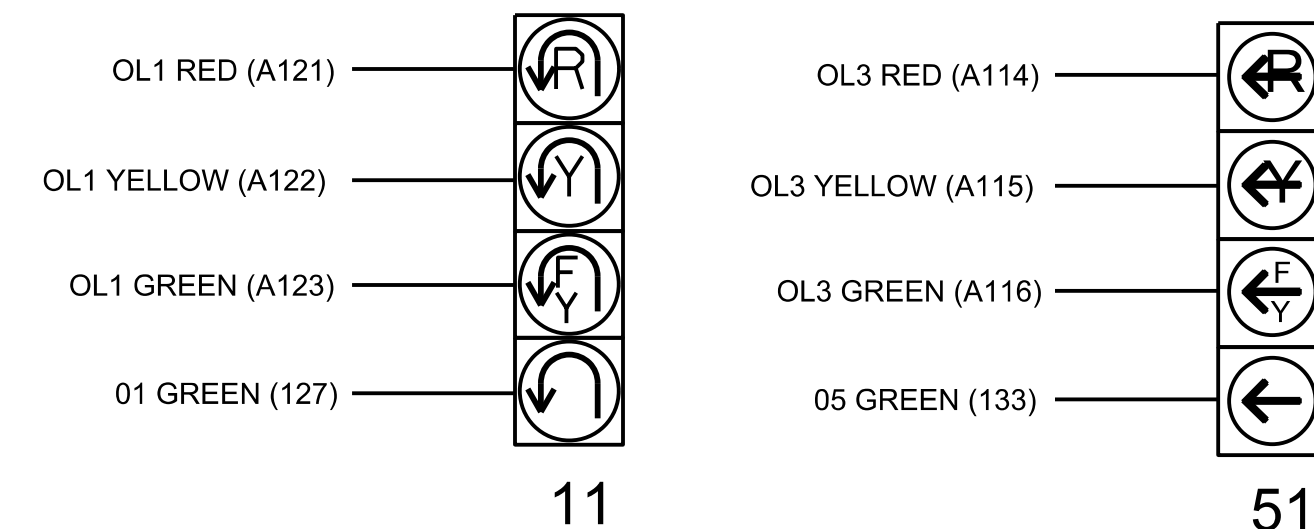 OL1 RED (A121)
R
OL1 YELLOW (A122)
Y
OL1 GREEN (A123)
F
Y
01 GREEN (127)
11
OL3 RED (A114)
R
OL3 YELLOW (A115)
Y
OL3 GREEN (A116)
F
Y
05 GREEN (133)
51